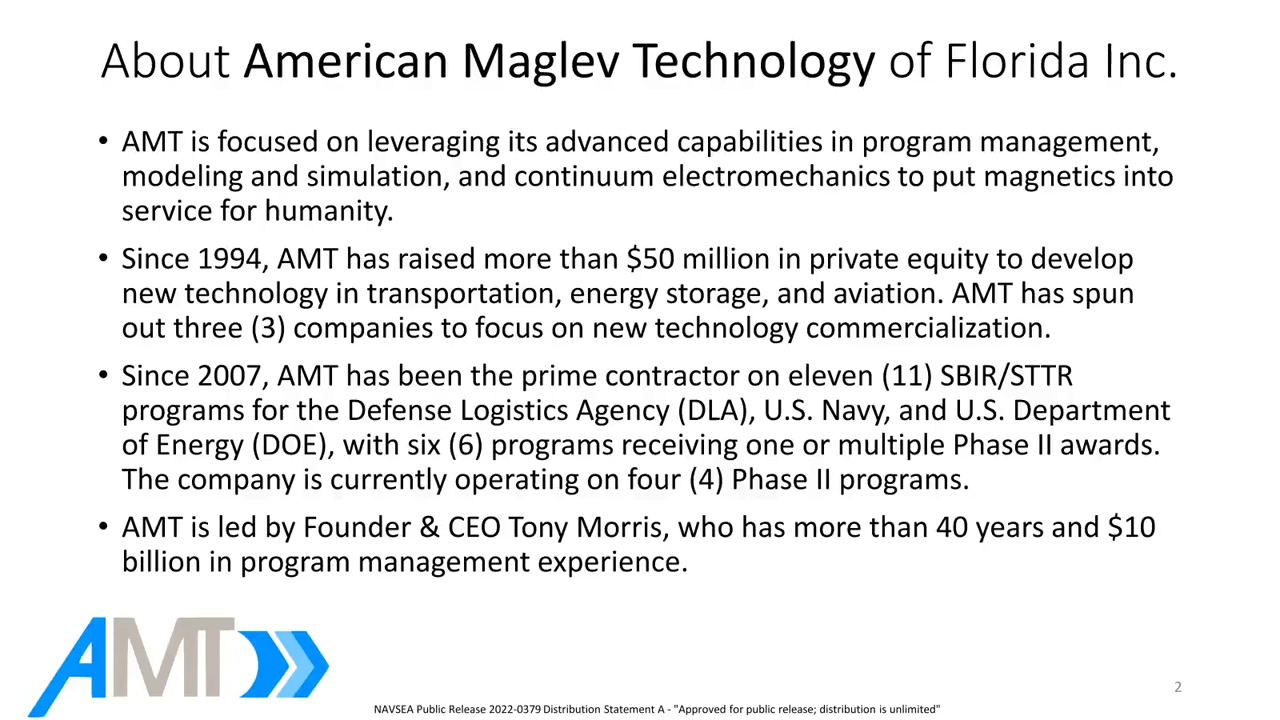 About American Maglev Technology of Florida Inc.
• AMT is focused on leveraging its advanced capabilities in program management,
modeling and simulation, and continuum electromechanics to put magnetics into
service for humanity.
• Since 1994, AMT has raised more than $50 million in private equity to develop
new technology in transportation, energy storage, and aviation. AMT has spun
out three (3) companies to focus on new technology commercialization.
• Since 2007, AMT has been the prime contractor on eleven (11) SBIR/STTR
programs for the Defense Logistics Agency (DLA), U.S. Navy, and U.S. Department
of Energy (DOE), with six (6) programs receiving one or multiple Phase II awards.
The company is currently operating on four (4) Phase II programs.
• AMT is led by Founder & CEO Tony Morris, who has more than 40 years and $10
billion in program management experience.
AMT
2
NAVSEA Public Release 2022-0379 Distribution Statement A - "Approved for public release; distribution is unlimited"